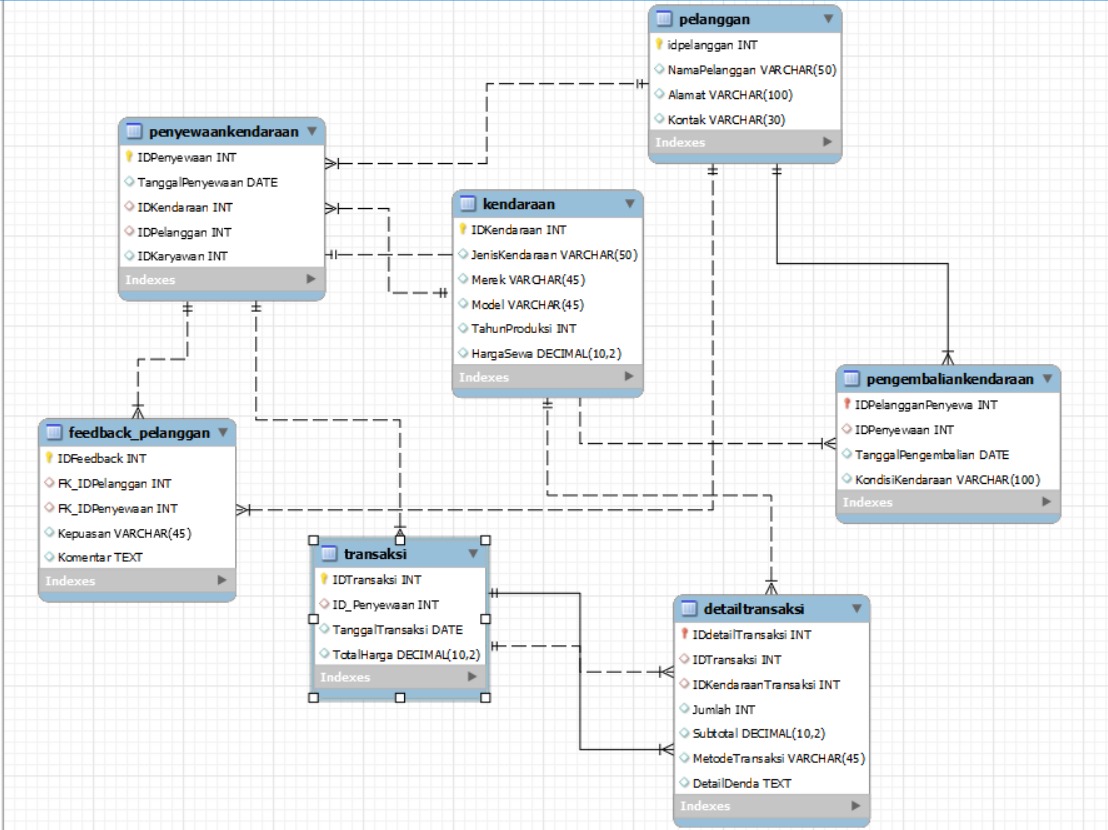 pelanggan
idpelanggan INT
NamaPelanggan VARCHAR(50)
Alamat VARCHAR(100)
Kontak VARCHAR(30)
Indexes
penyewaankendaraan
IDPenyewaan INT
TanggalPenyewaan DATE
IDKendaraan INT
IDPelanggan INT
IDKaryawan INT
Indexes
kendaraan
IDKendaraan INT
JenisKendaraan VARCHAR(50)
Merek VARCHAR(45)
Model VARCHAR(45)
TahunProduksi INT
HargaSewa DECIMAL(10,2)
Indexes
pengembaliankendaraan
IDPelangganPenyewa INT
IDPenyewaan INT
TanggalPengembalian DATE
KondisiKendaraan VARCHAR(100)
Indexes
feedback_pelanggan
IDFeedback INT
FK_IDPelanggan INT
FK_IDPenyewaan INT
Kepuasan VARCHAR(45)
Komentar TEXT
Indexes
transaksi
IDTransaksi INT
ID_Penyewaan INT
TanggalTransaksi DATE
TotalHarga DECIMAL(10,2)
Indexes
detailtransaksi
IDdetailTransaksi INT
IDTransaksi INT
IDKendaraanTransaksi INT
Jumlah INT
Subtotal DECIMAL(10,2)
MetodeTransaksi VARCHAR(45)
DetailDenda TEXT
Indexes